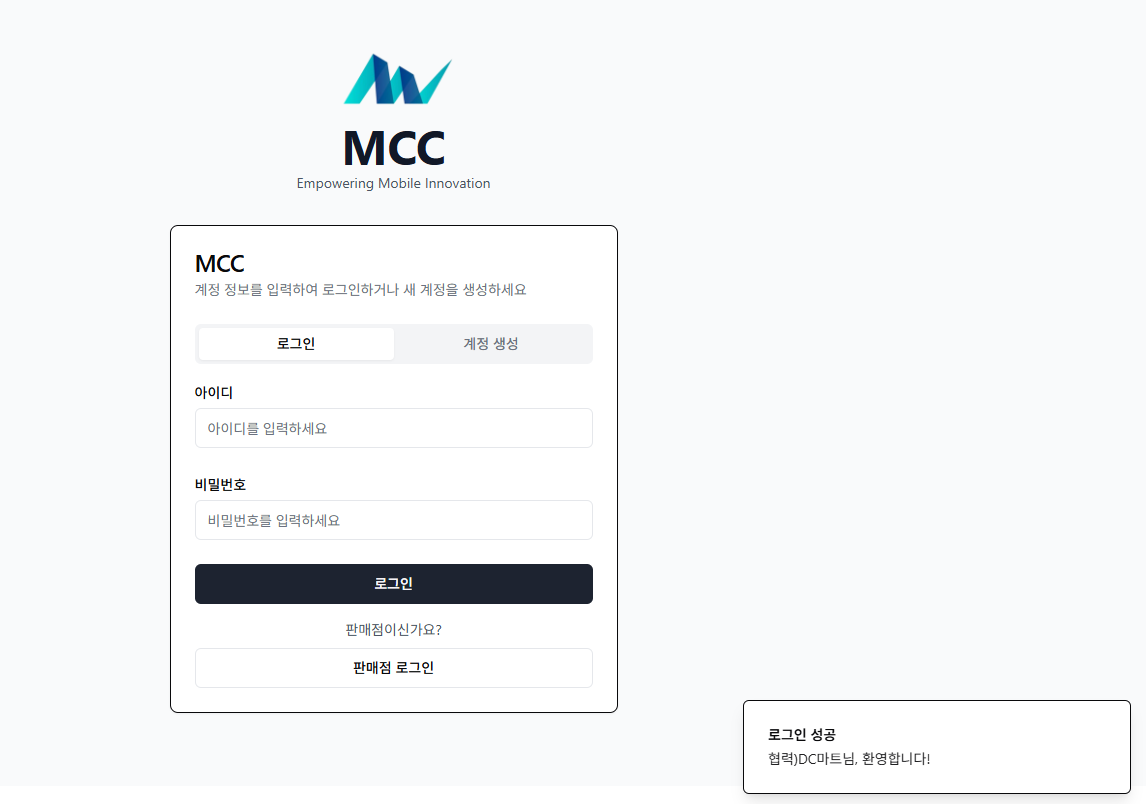 MCC
Empowering Mobile Innovation
MCC
계정 정보를 입력하여 로그인하거나 새 계정을 생성하세요
로그인 계정 생성
아이디
아이디를 입력하세요
비밀번호
비밀번호를 입력하세요
로그인
판매점이신가요?
판매점 로그인
로그인 성공
협력)DC마트님, 환영합니다!